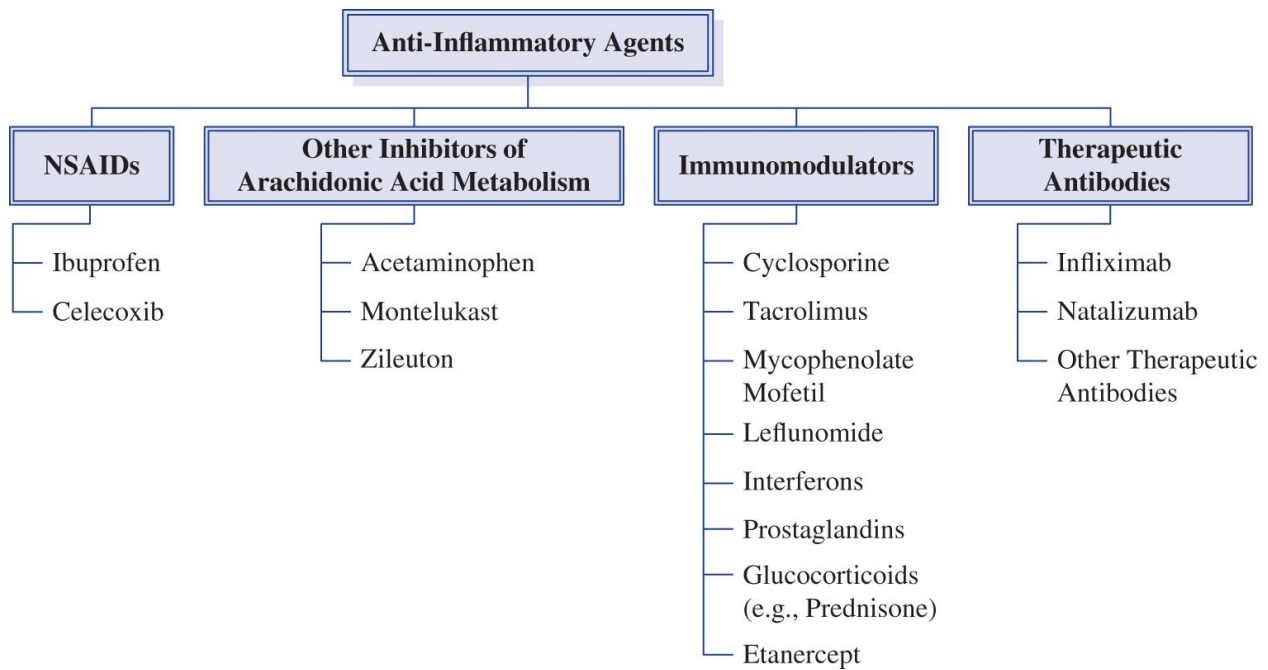 Anti-Inflammatory Agents
NSAIDs
Other Inhibitors of
Arachidonic Acid Metabolism
Immunomodulators
Therapeutic
Antibodies
Ibuprofen
Celecoxib
Acetaminophen
Montelukast
Zileuton
Cyclosporine
Tacrolimus
Mycophenolate
Mofetil
Leflunomide
Interferons
Prostaglandins
Glucocorticoids
(e.g., Prednisone)
Etanercept
Infliximab
Natalizumab
Other Therapeutic
Antibodies